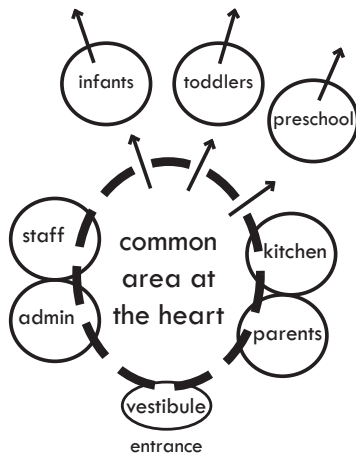 infants
toddlers
preschool
staff
common
kitchen
area at
admin
the heart
parents
vestibule
entrance